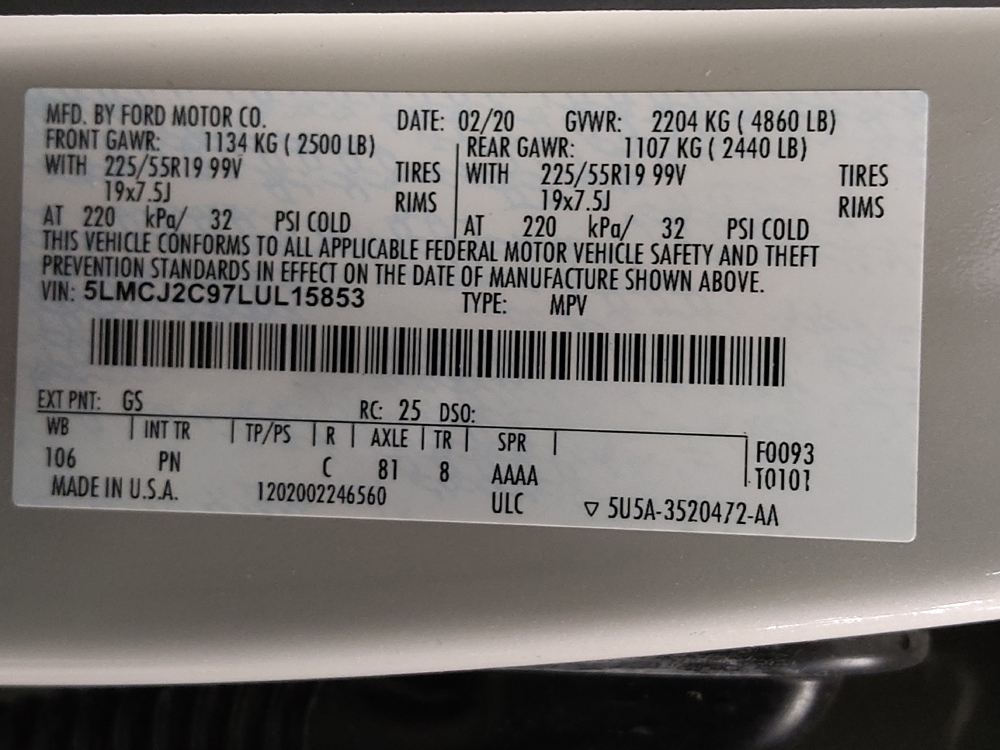 MFD. BY FORD MOTOR CO. DATE: 02/20 GVWR: 2204 KG ( 4860 LB)
FRONT GAWR: 1134 KG ( 2500 LB) REAR GAWR: 1107 KG ( 2440 LB)
WITH 225/55R19 99V TIRES WITH 225/55R19 99V TIRES
19x7.5J RIMS 19x7.5J RIMS
AT 220 kPa/ 32 PSI COLD AT 220 kPa/ 32 PSI COLD
THIS VEHICLE CONFORMS TO ALL APPLICABLE FEDERAL MOTOR VEHICLE SAFETY AND THEFT
PREVENTION STANDARDS IN EFFECT ON THE DATE OF MANUFACTURE SHOWN ABOVE.
VIN: 5LMCJ2C97LUL15853 TYPE: MPV
EXT PNT: GS RC: 25 DSO:
WB INT TR TP/PS R AXLE TR SPR F0093
106 PN C 81 8 AAAA T0101
MADE IN U.S.A. 1202002246560 ULC ▽ 5U5A-3520472-AA